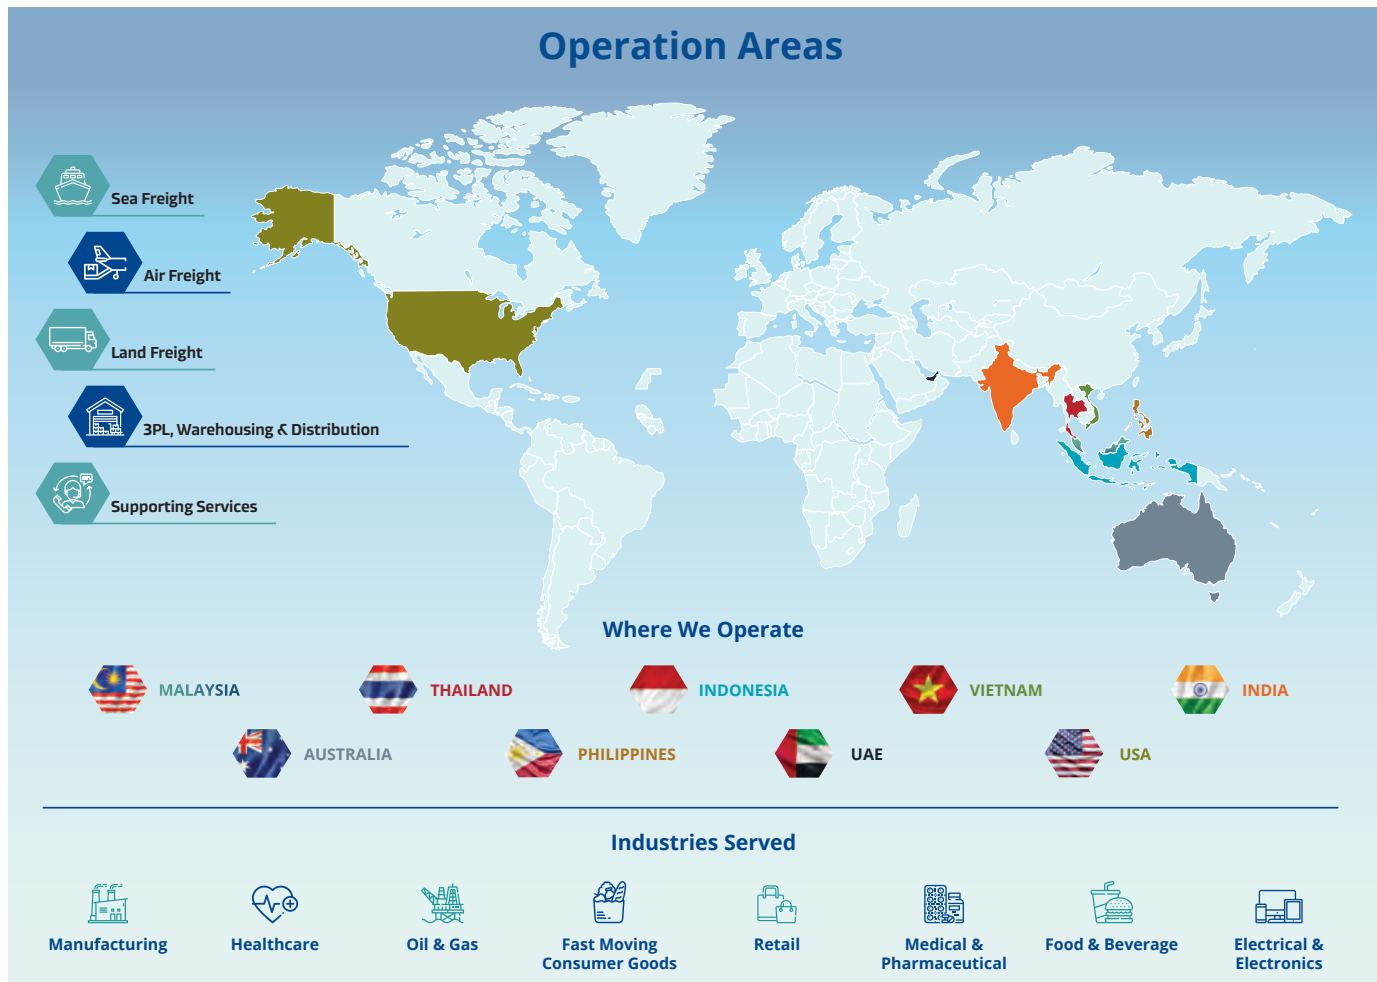 Operation Areas
Sea Freight
Air Freight
Land Freight
3PL, Warehousing & Distribution
Supporting Services
Where We Operate
MALAYSIA
THAILAND
INDONESIA
VIETNAM
INDIA
AUSTRALIA
PHILIPPINES
UAE
USA
Industries Served
Manufacturing
Healthcare
Oil & Gas
Fast Moving
Consumer Goods
Retail
Medical &
Pharmaceutical
Food & Beverage
Electrical &
Electronics